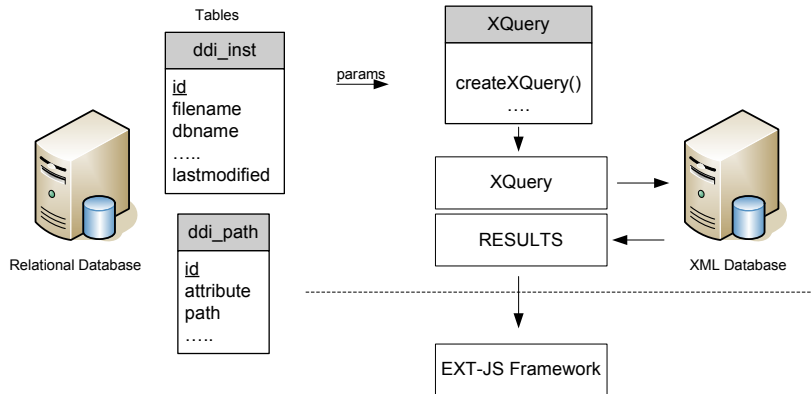 Tables
ddi_inst
id
filename
dbname
.....
lastmodified
Relational Database
ddi_path
id
attribute
path
.....
params
XQuery
createXQuery()
....
XQuery
RESULTS
XML Database
EXT-JS Framework